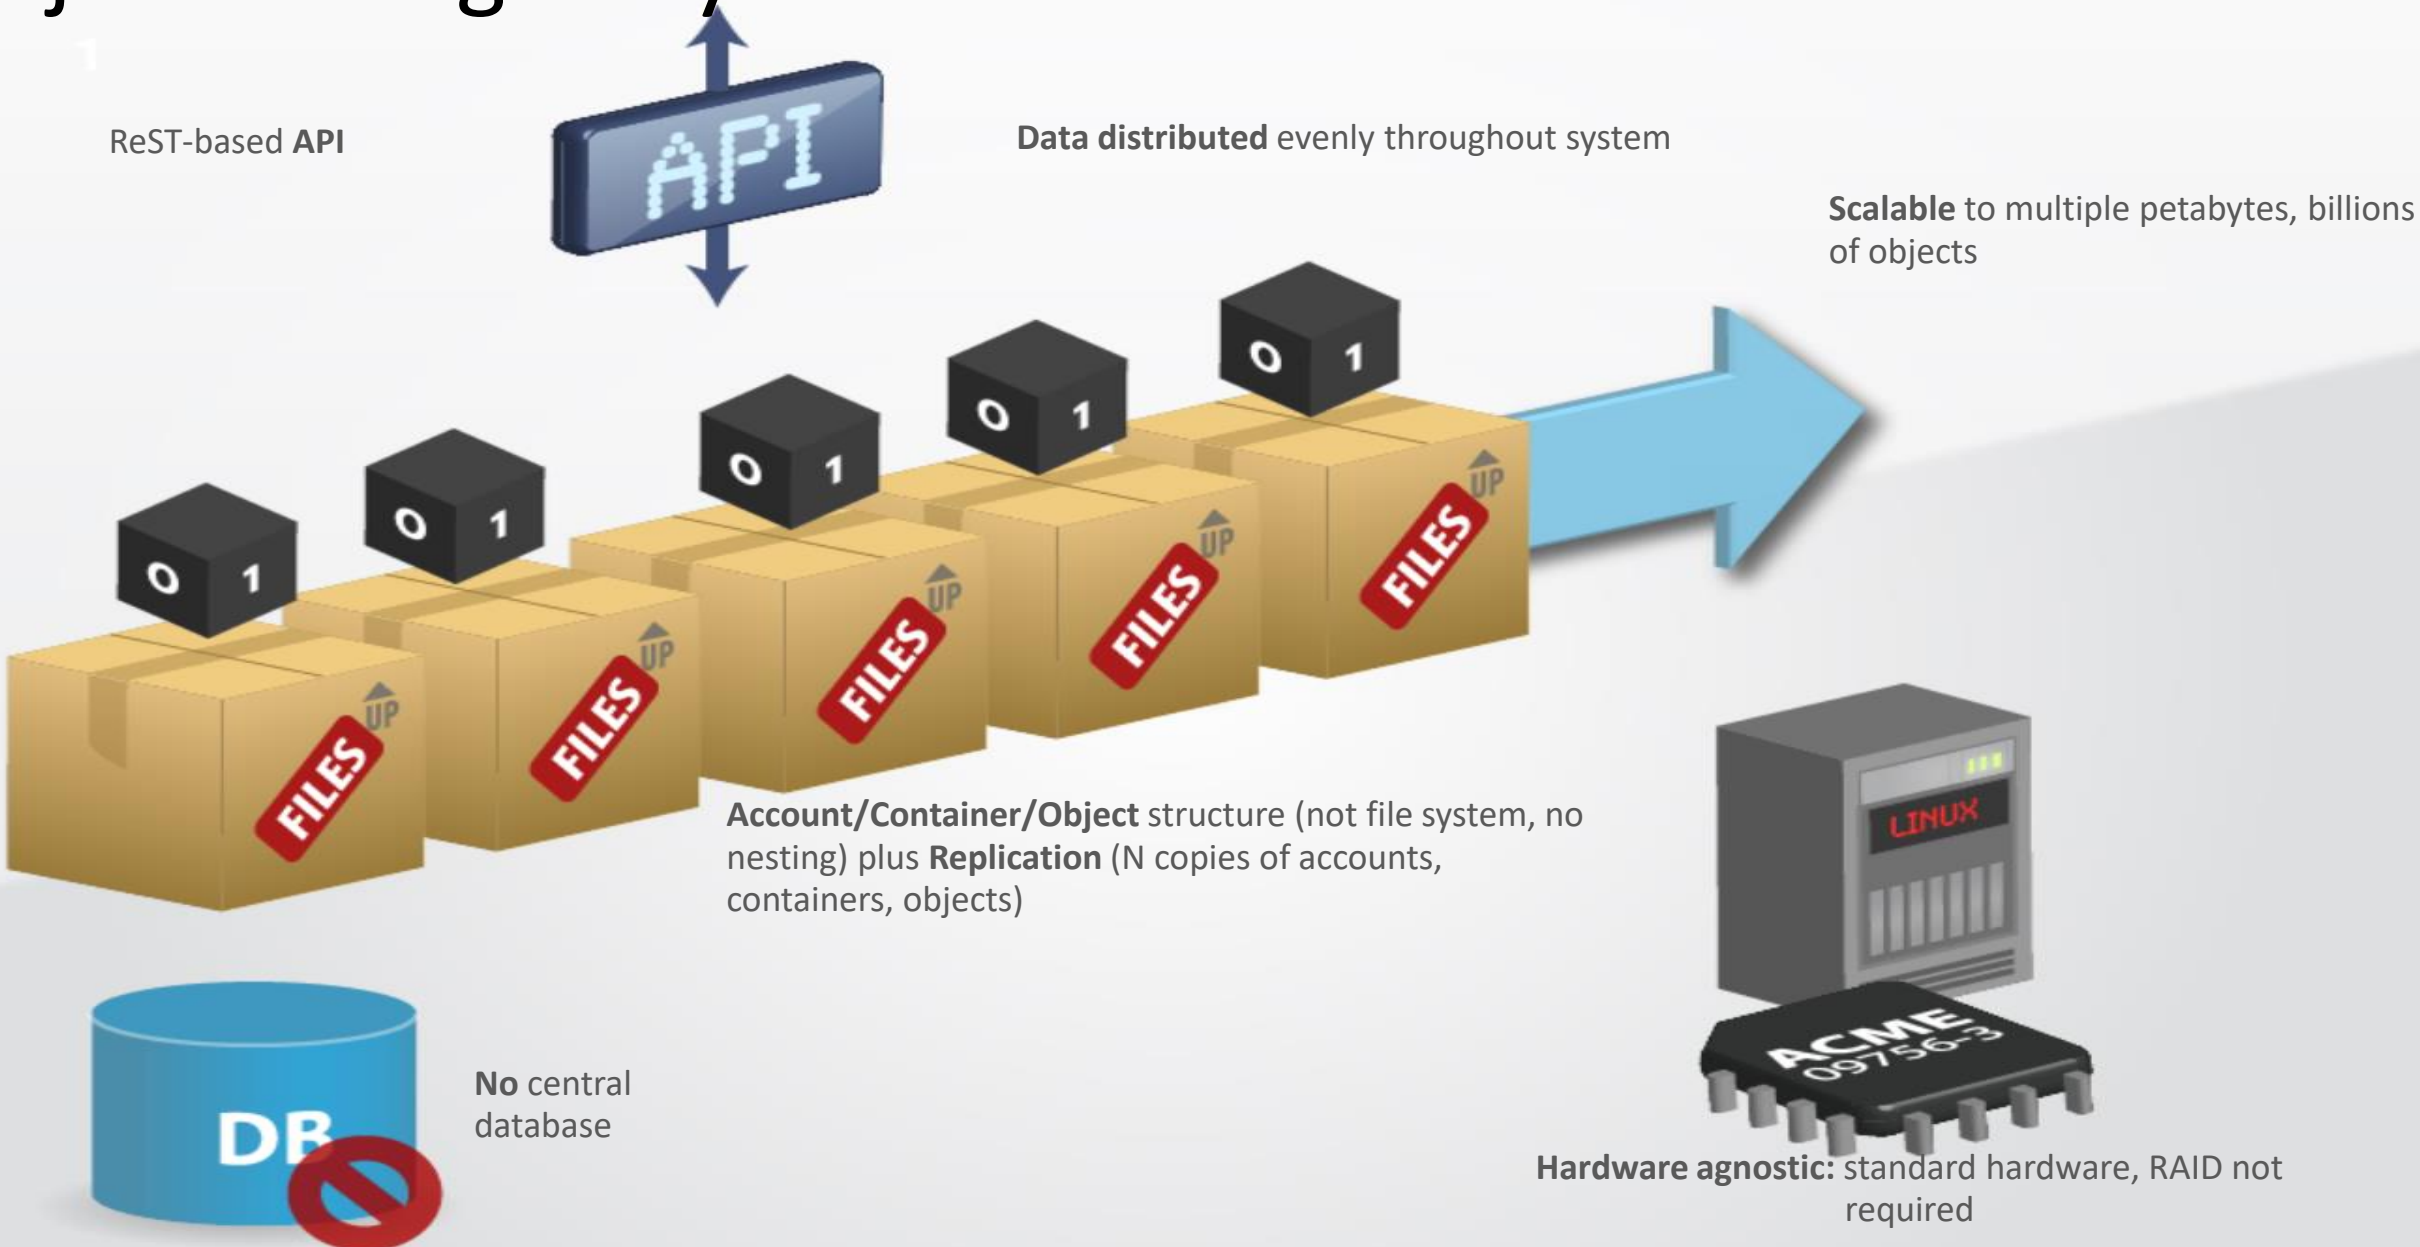 1
ReST-based API
API
Data distributed evenly throughout system
Scalable to multiple petabytes, billions
of objects
0 1
0 1
0 1
0 1
0 1
UP
FILES
UP
FILES
UP
FILES
UP
FILES
UP
FILES
Account/Container/Object structure (not file system, no
nesting) plus Replication (N copies of accounts,
containers, objects)
LINUX
ACME
09756-3
DB
No central
database
Hardware agnostic: standard hardware, RAID not
required